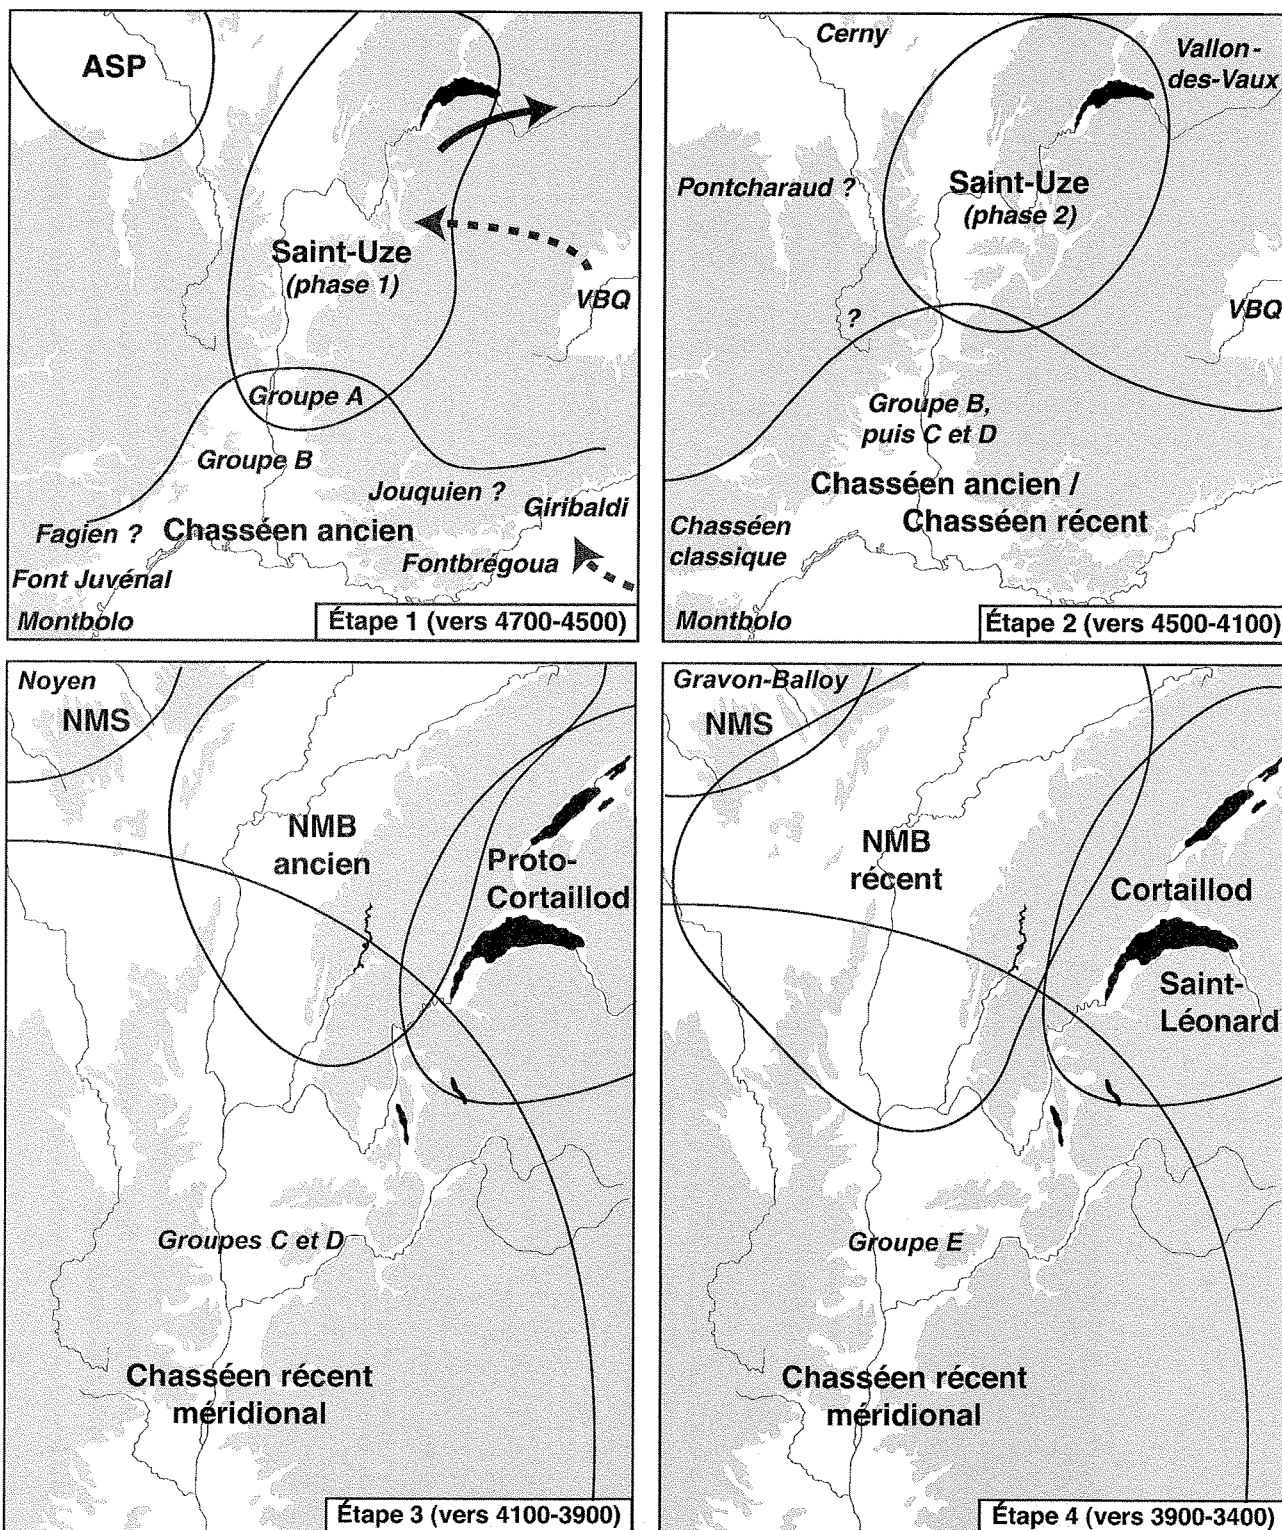 ASP
Saint-Uze
(phase 1)
VBQ
Groupe A
Groupe B
Jouquien ?
Giribaldi
Fagien ?
Chasséen ancien
Fontbrégoua
Font Juvénal
Montbolo
Étape 1 (vers 4700-4500)
Cerny
Vallon-
des-Vaux
Pontcharaud ?
Saint-Uze
(phase 2)
VBQ
?
Groupe B,
puis C et D
Chasséen ancien /
Chasséen récent
Chasséen
classique
Montbolo
Étape 2 (vers 4500-4100)
Noyen
NMS
NMB
ancien
Proto-
Cortaillod
Groupes C et D
Chasséen récent
méridional
Étape 3 (vers 4100-3900)
Gravon-Balloy
NMS
NMB
récent
Cortaillod
Saint-
Léonard
Groupe E
Chasséen récent
méridional
Étape 4 (vers 3900-3400)